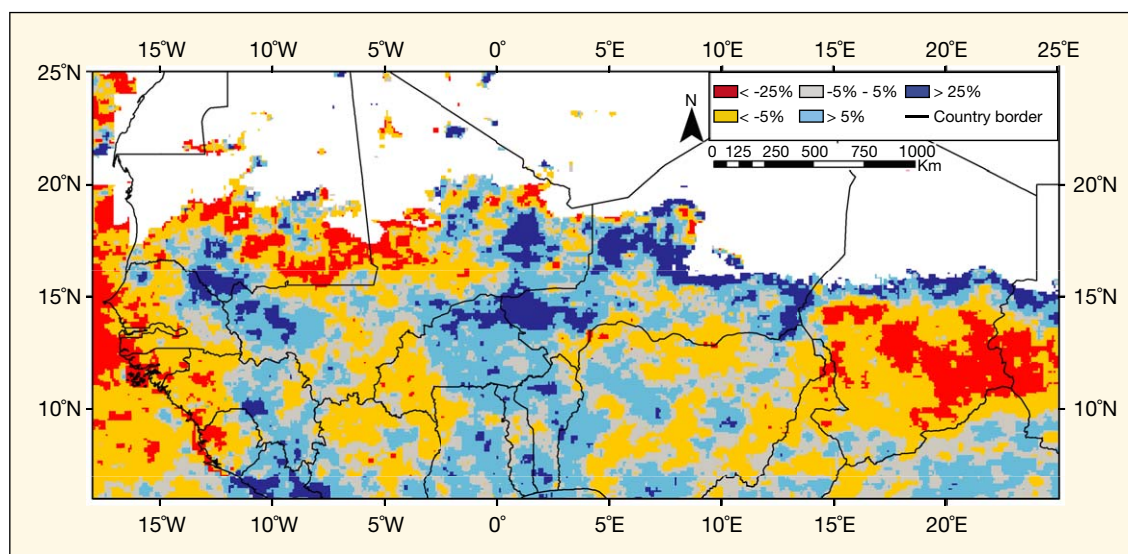 15°W 10°W 5°W 0° 5°E 10°E 15°E 20°E 25°E
25°N
< -25% -5% - 5% > 25%
N
< -5% > 5% Country border
0 125 250 500 750 1000
Km
20°N 20°N
15°N 15°N
10°N 10°N
15°W 10°W 5°W 0° 5°E 10°E 15°E 20°E